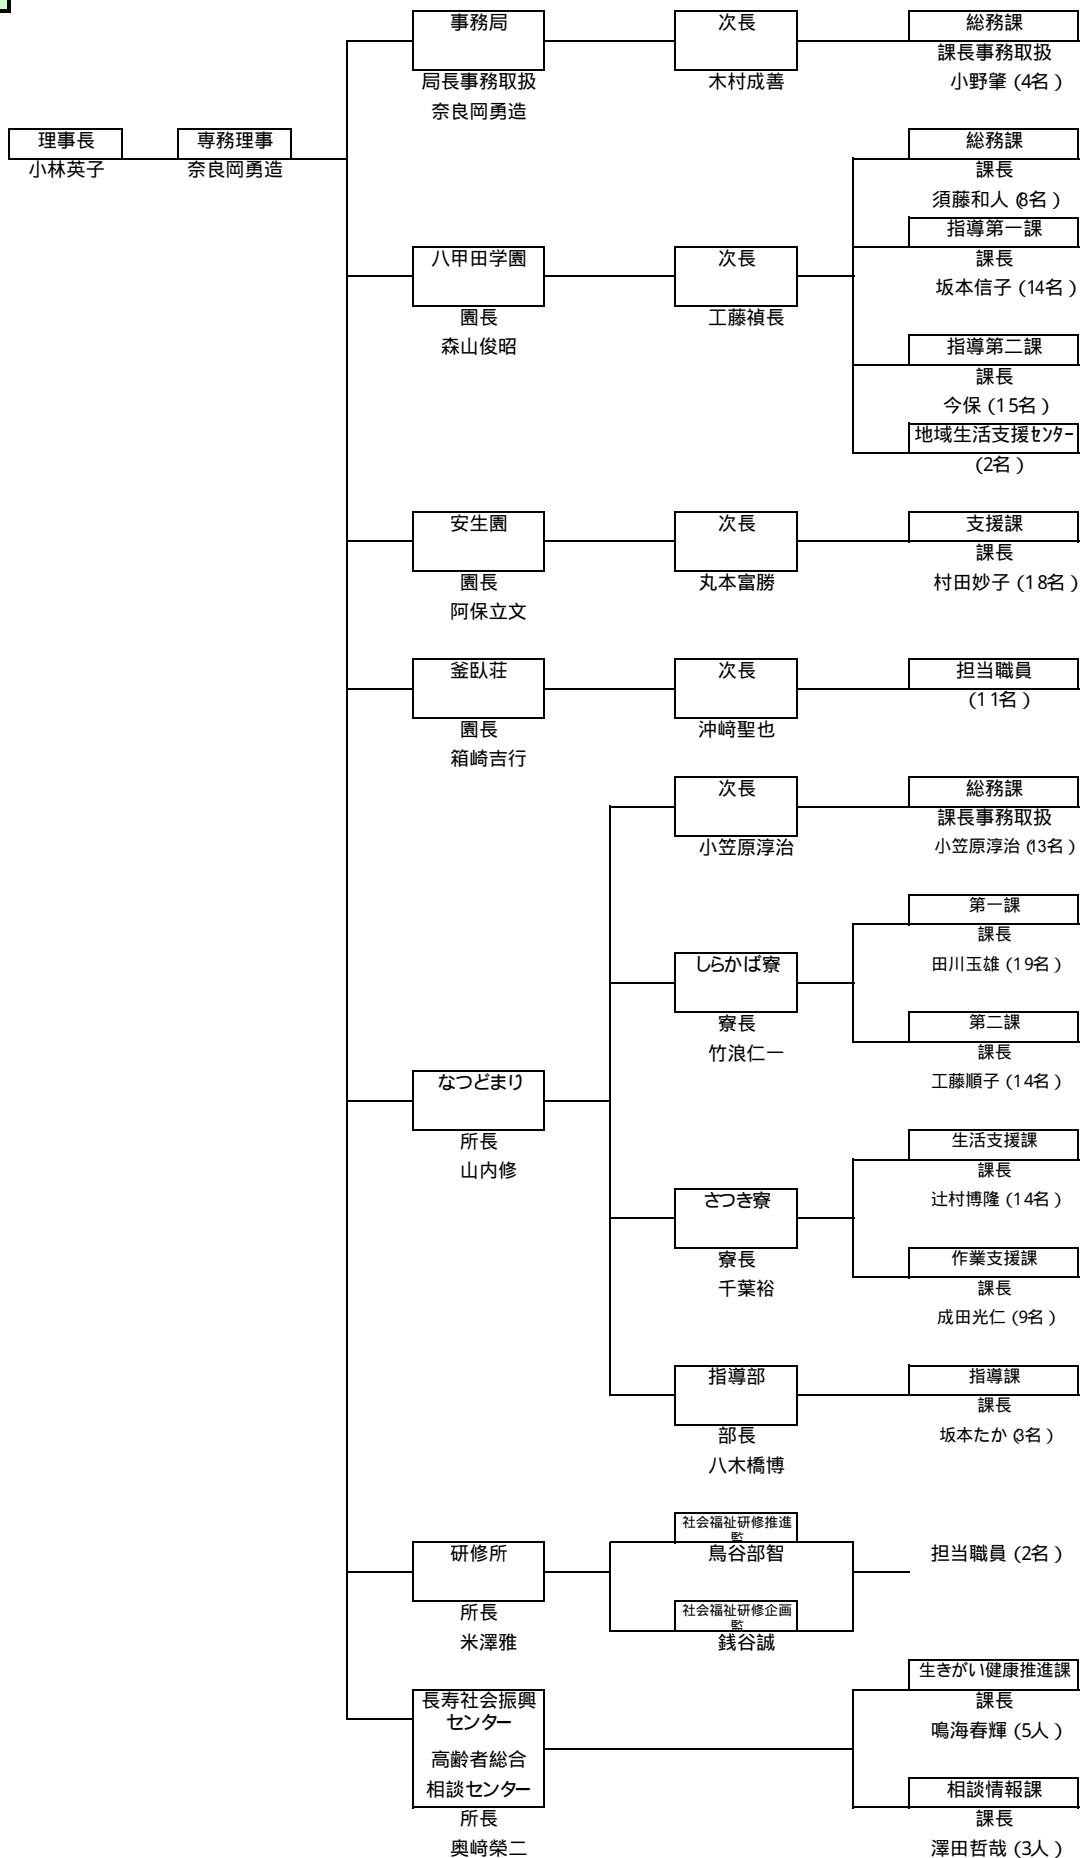 理事長
小林英子
専務理事
奈良岡勇造
事務局
局長事務取扱
奈良岡勇造
次長
木村成善
総務課
課長事務取扱
小野肇 (4名 )
八甲田学園
園長
森山俊昭
次長
工藤禎長
総務課
課長
須藤和人 (8名 )
指導第一課
課長
坂本信子 (14名 )
指導第二課
課長
今保 (15名 )
地域生活支援ｾﾝﾀｰ
(2名 )
安生園
園長
阿保立文
次長
丸本富勝
支援課
課長
村田妙子 (18名 )
釜臥荘
園長
箱崎吉行
次長
沖﨑聖也
担当職員
(11名 )
なつどまり
所長
山内修
次長
小笠原淳治
総務課
課長事務取扱
小笠原淳治 (13名 )
しらかば寮
寮長
竹浪仁一
第一課
課長
田川玉雄 (19名 )
第二課
課長
工藤順子 (14名 )
さつき寮
寮長
千葉裕
生活支援課
課長
辻村博隆 (14名 )
作業支援課
課長
成田光仁 (9名 )
指導部
部長
八木橋博
指導課
課長
坂本たか (3名 )
研修所
所長
米澤雅
社会福祉研修推進
監
鳥谷部智
社会福祉研修企画
監
銭谷誠
担当職員 (2名 )
長寿社会振興
センター
高齢者総合
相談センター
所長
奥﨑榮二
生きがい健康推進課
課長
鳴海春輝 (5人 )
相談情報課
課長
澤田哲哉 (3人 )